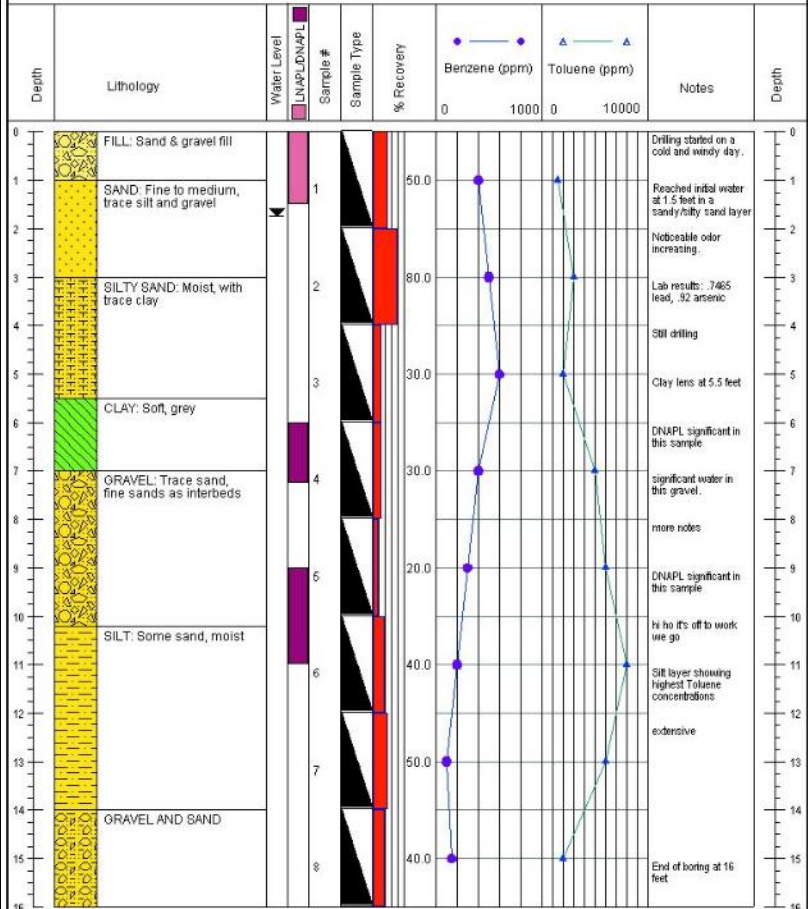 Depth
Lithology
Water Level
LNAPL/DNAPL
Sample #
Sample Type
% Recovery
Benzene (ppm)
0 1000
Toluene (ppm)
0 10000
Notes
Depth
0
FILL: Sand & gravel fill
Drilling started on a
cold and windy day.
0
1
1
50.0
1
SAND: Fine to medium,
trace silt and gravel
Reached initial water
at 1.5 feet in a
sandy/silty sand layer
2
Noticeable odor
increasing.
2
3
2
80.0
3
SILTY SAND: Moist, with
trace clay
Lab results: .7465
lead, .92 arsenic
4
Still drilling
4
5
3
30.0
Clay lens at 5.5 feet
5
CLAY: Soft, grey
6
DNAPL significant in
this sample
6
7
4
30.0
7
GRAVEL: Trace sand,
fine sands as interbeds
significant water in
this gravel.
8
more notes
8
9
5
20.0
DNAPL significant in
this sample
9
10
hi ho it's off to work
we go
10
SILT: Some sand, moist
11
6
40.0
Silt layer showing
highest Toluene
concentrations
11
12
extensive
12
13
7
50.0
13
14
GRAVEL AND SAND
14
15
8
40.0
End of boring at 16
feet
15
16
16